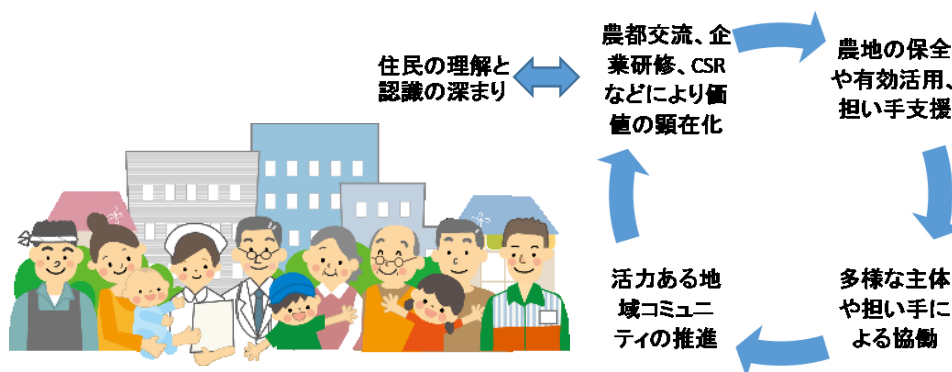 住民の理解と
認識の深まり
農都交流、企
業研修、CSR
などにより価
値の顕在化
農地の保全
や有効活用、
担い手支援
多様な主体
や担い手に
よる協働
活力ある地
域コミュニ
ティの推進